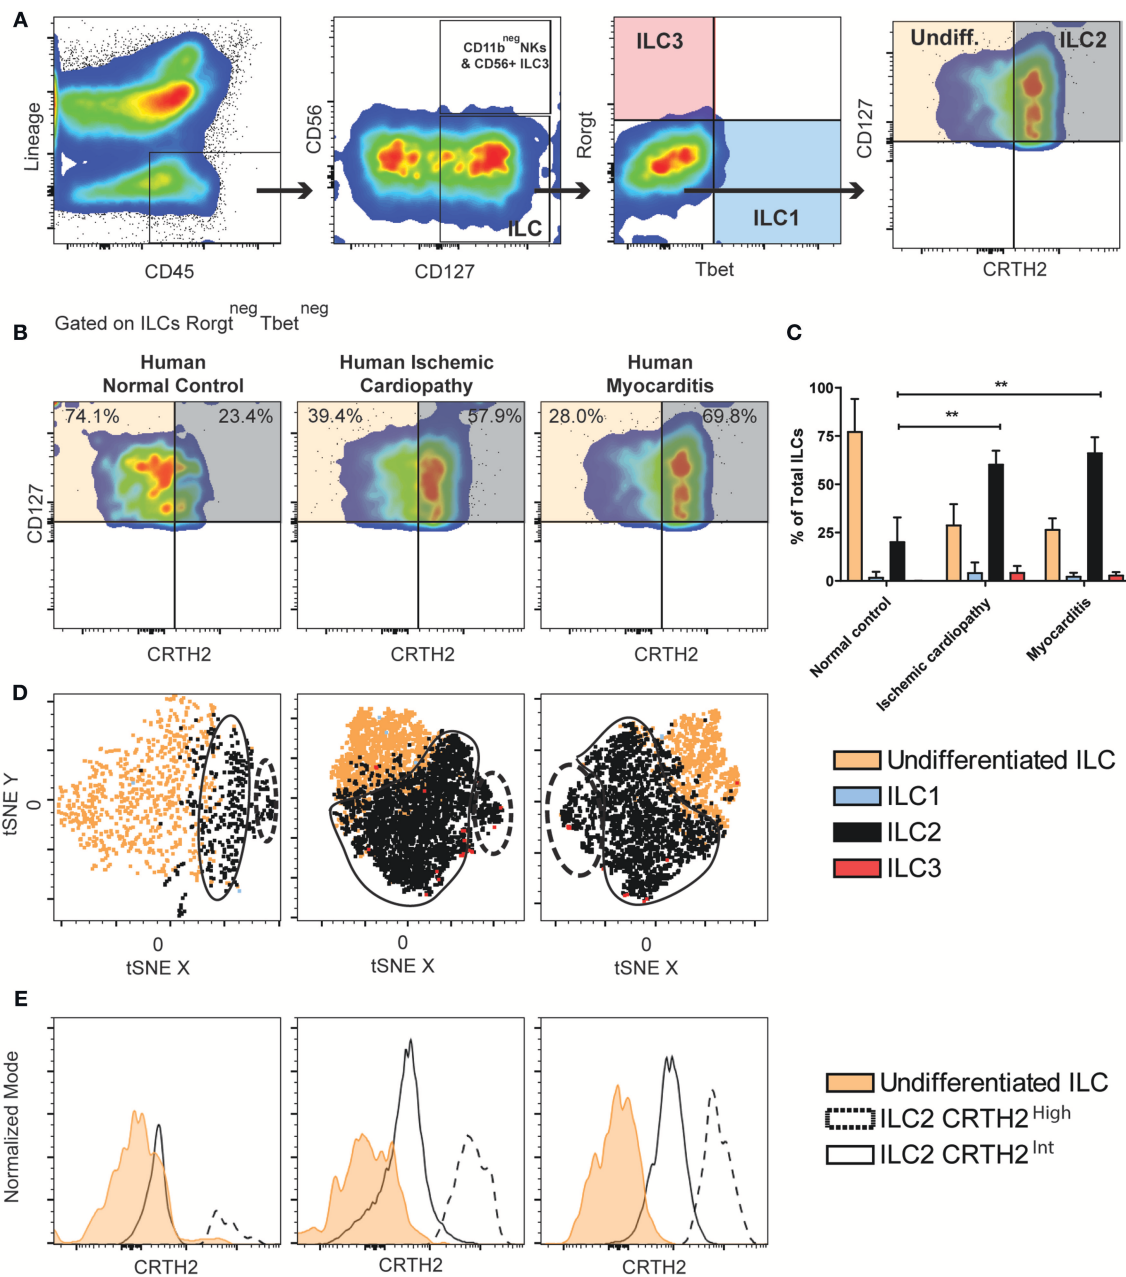 A
Lineage
CD45
CD56
CD11b neg NKs
& CD56+ ILC3
ILC
CD127
Rorgt
ILC3
ILC1
Tbet
CD127
Undiff.
ILC2
CRTH2
Gated on ILCs Rorgt neg Tbet neg
B
Human
Normal Control
Human Ischemic
Cardiopathy
Human
Myocarditis
CD127
74.1%
23.4%
39.4%
57.9%
28.0%
69.8%
CRTH2
CRTH2
CRTH2
C
% of Total ILCs
100
75
50
25
0
**
**
Normal control
Ischemic cardiopathy
Myocarditis
D
tSNE Y
0
0
tSNE X
0
tSNE X
0
tSNE X
Undifferentiated ILC
ILC1
ILC2
ILC3
E
Normalized Mode
CRTH2
CRTH2
CRTH2
Undifferentiated ILC
ILC2 CRTH2 High
ILC2 CRTH2 Int